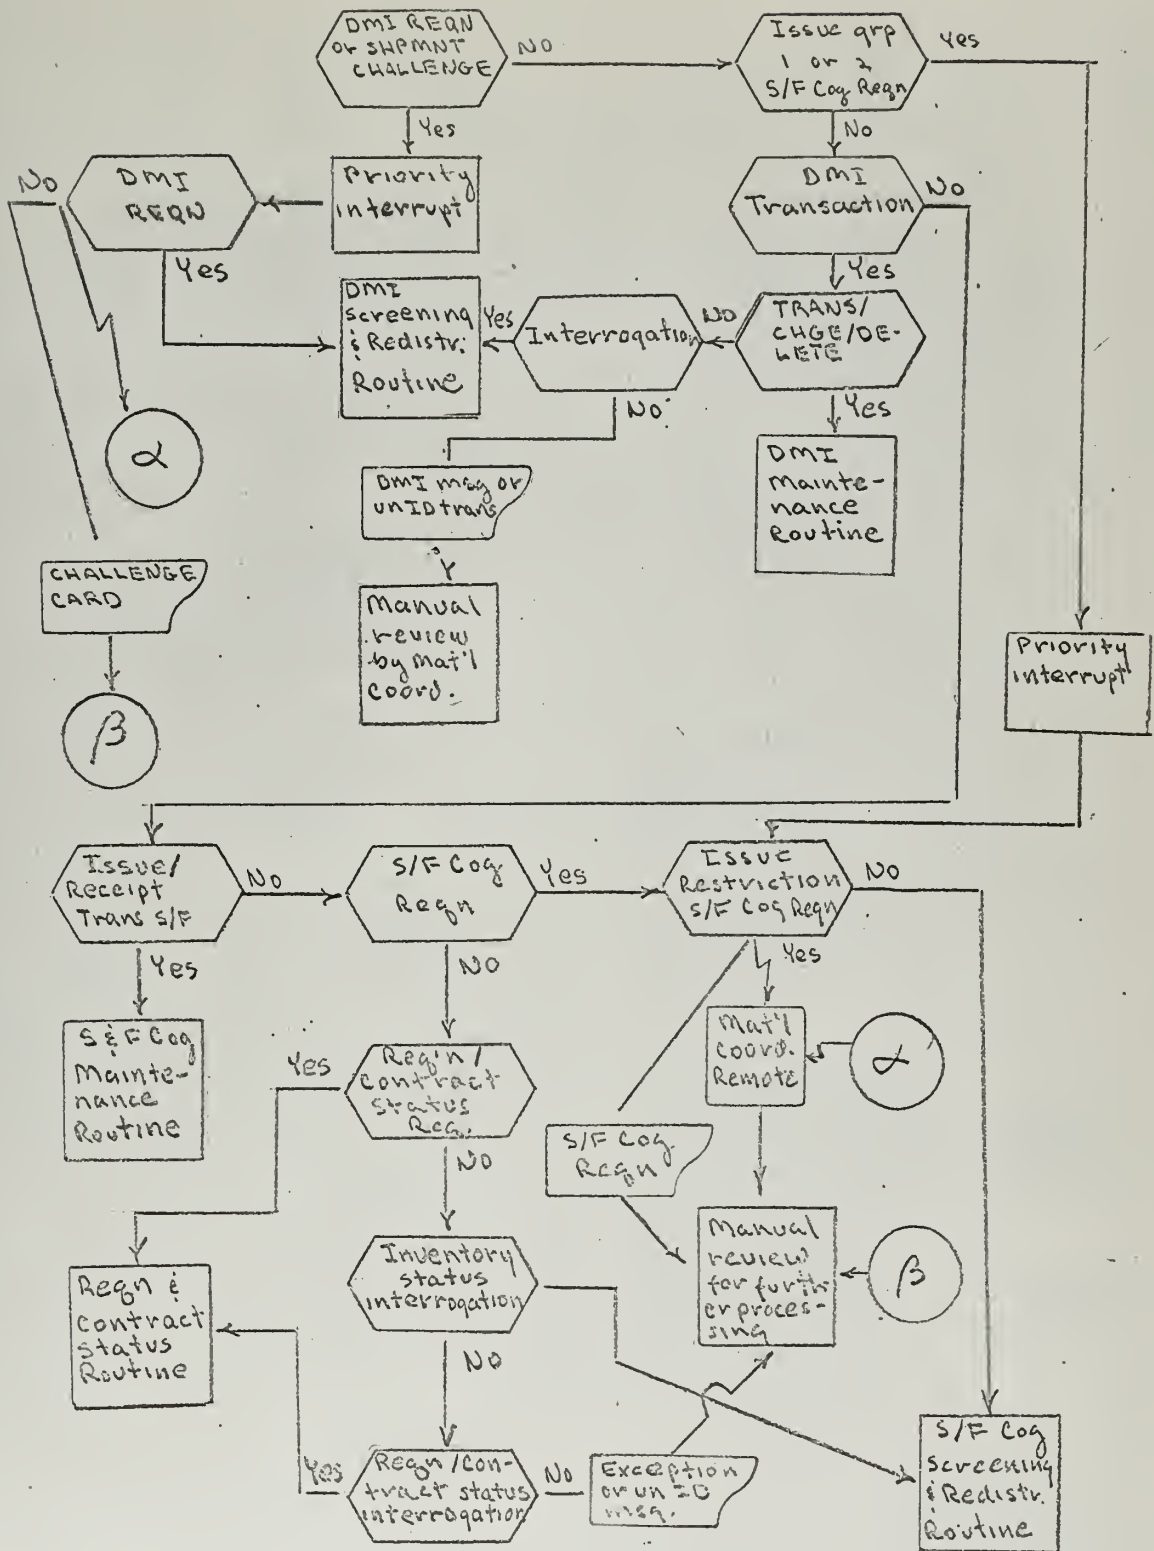 DMI REQN
or SHPMNT
CHALLENGE
NO
Issue grp
1 or 2
S/F Cog Reqn
Yes
Yes
No
NO
DMI
REQN
Priority
interrupt
DMI
Transaction
No
Yes
Yes
DMI
screening
& Redistr.
Routine
Yes
Interrogation
NO
TRANS/
CHGE/DE-
LETE
No
Yes
α
DMI msg or
unID trans
DMI
Mainte-
nance
Routine
CHALLENGE
CARD
Manual
review
by Mat'l
coord.
Priority
interrupt
β
Issue/
Receipt
Trans S/F
No
S/F Cog
Reqn
Yes
Issue
Restriction
S/F Cog Reqn
No
Yes
NO
Yes
S & F Cog
Mainte-
nance
Routine
Yes
Reqn/
Contract
status
Req.
Mat'l
coord.
Remote
α
NO
S/F Cog
Reqn
Reqn &
contract
status
Routine
Inventory
status
interrogation
Manual
review
for furth-
er proces-
sing
β
NO
Yes
Reqn/Con-
tract status
interrogation
No
Exception
or un ID
msg.
S/F Cog
Screening
& Redistr.
Routine